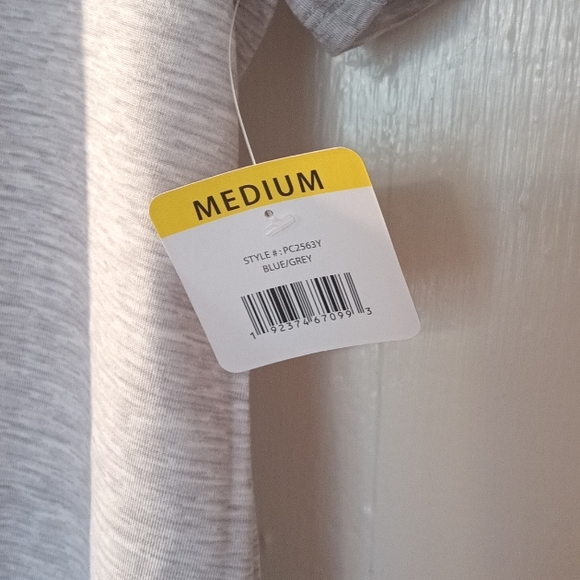 MEDIUM
STYLE # : PC2563Y
BLUE/GREY
1 92374 67099 3